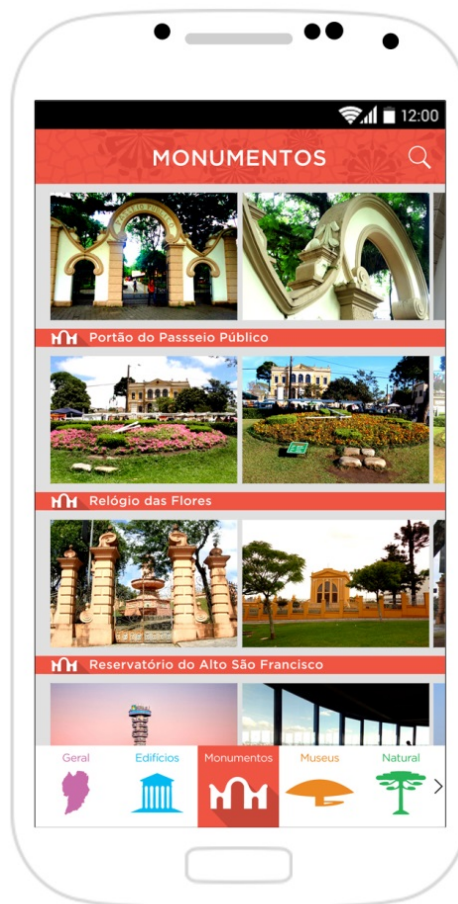 12:00
MONUMENTOS
Portão do Passseio Público
Relógio das Flores
Reservatório do Alto São Francisco
Geral Edifícios Monumentos Museus Natural